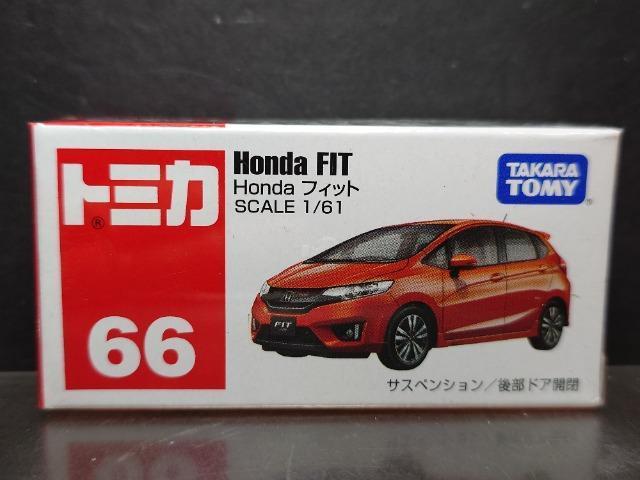 トミカ
®
66
Honda FIT
Honda フィット
SCALE 1/61
TAKARA
TOMY
®
FIT
サスペンション／後部ドア開閉